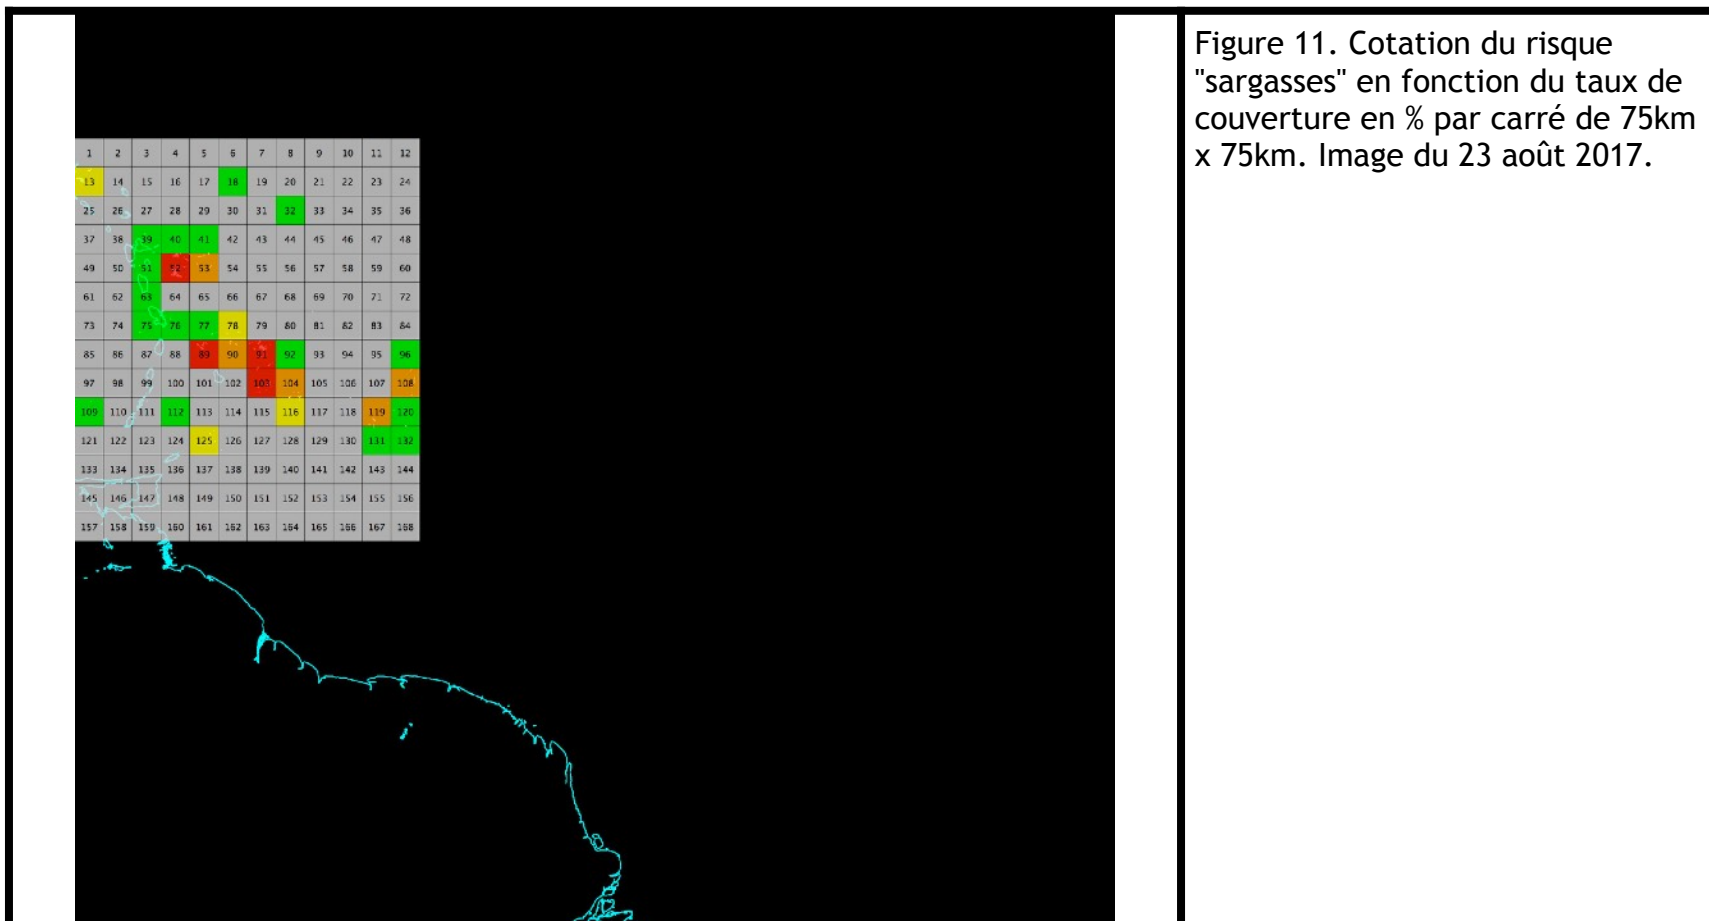 1 2 3 4 5 6 7 8 9 10 11 12
13 14 15 16 17 18 19 20 21 22 23 24
25 26 27 28 29 30 31 32 33 34 35 36
37 38 39 40 41 42 43 44 45 46 47 48
49 50 51 52 53 54 55 56 57 58 59 60
61 62 63 64 65 66 67 68 69 70 71 72
73 74 75 76 77 78 79 80 81 82 83 84
85 86 87 88 89 90 91 92 93 94 95 96
97 98 99 100 101 102 103 104 105 106 107 108
109 110 111 112 113 114 115 116 117 118 119 120
121 122 123 124 125 126 127 128 129 130 131 132
133 134 135 136 137 138 139 140 141 142 143 144
145 146 147 148 149 150 151 152 153 154 155 156
157 158 159 160 161 162 163 164 165 166 167 168
Figure 11. Cotation du risque
"sargasses" en fonction du taux de
couverture en % par carré de 75km
x 75km. Image du 23 août 2017.